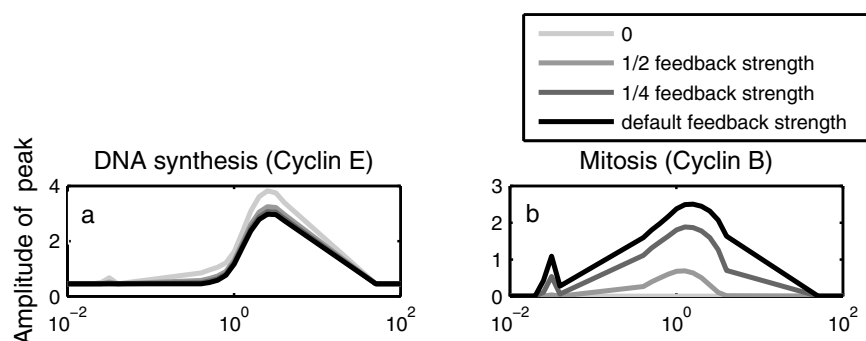 0
1/2 feedback strength
1/4 feedback strength
default feedback strength
DNA synthesis (Cyclin E)
Mitosis (Cyclin B)
Amplitude of peak
a
4
2
0
10^-2
10^0
10^2
b
3
2
1
0
10^-2
10^0
10^2